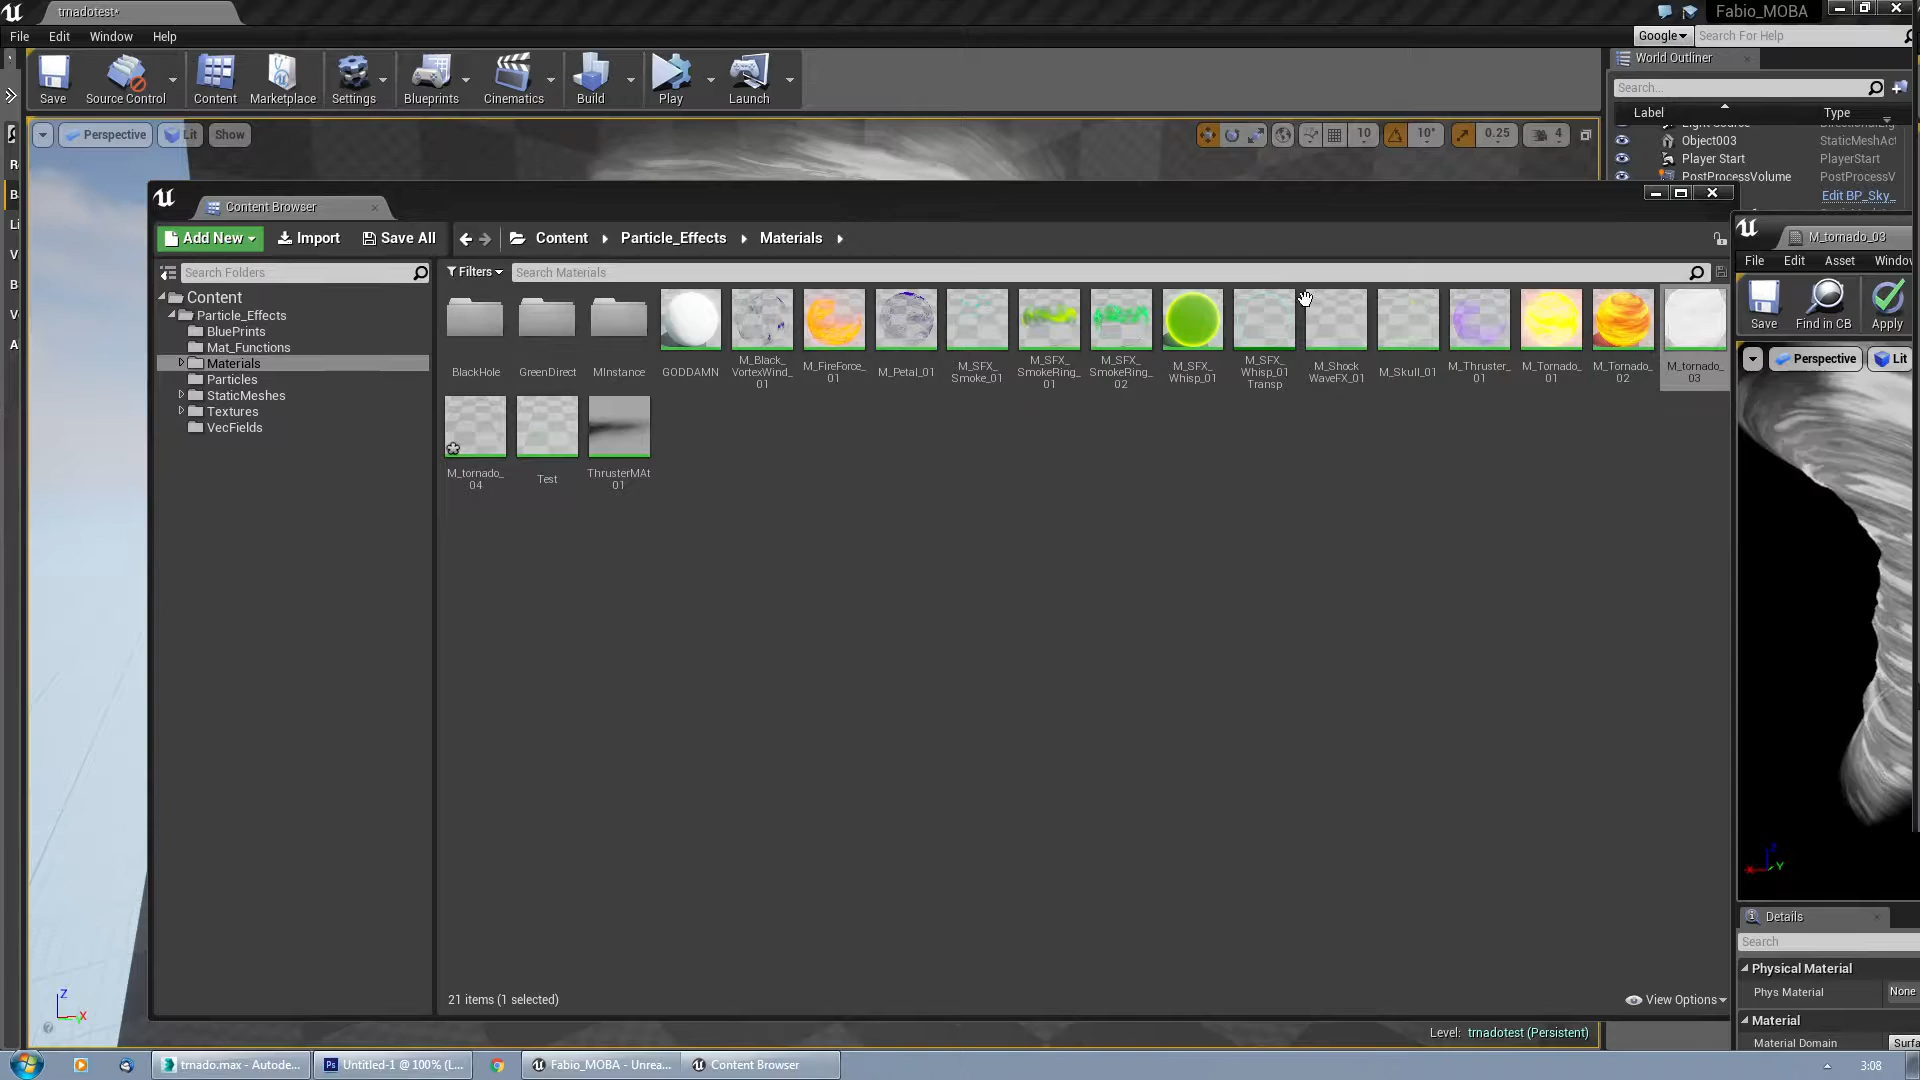 trnadotest*
Fabio_MOBA
File Edit Window Help
Google Search For Help
Save Source Control Content Marketplace Settings Blueprints Cinematics Build Play Launch
World Outliner
Search...
Label Type
Perspective Lit Show
10 10° 0.25 4
Object003 StaticMeshAct
Player Start PlayerStart
PostProcessVolume PostProcessV
Edit BP_Sky_
Content Browser
Add New Import Save All Content Particle_Effects Materials
Search Folders
Filters Search Materials
Content
Particle_Effects
BluePrints
Mat_Functions
Materials
Particles
StaticMeshes
Textures
VecFields
BlackHole
GreenDirect
MInstance
GODDAMN
M_Black_
VortexWind_
01
M_FireForce_
01
M_Petal_01
M_SFX_
Smoke_01
M_SFX_
SmokeRing_
01
M_SFX_
SmokeRing_
02
M_SFX_
Whisp_01
M_SFX_
Whisp_01
Transp
M_Shock
WaveFX_01
M_Skull_01
M_Thruster_
01
M_Tornado_
01
M_Tornado_
02
M_tornado_
03
M_tornado_
04
Test
ThrusterMAt
01
21 items (1 selected)
View Options
M_tornado_03
File Edit Asset Window
Save Find in CB Apply
Perspective Lit
Details
Search
Physical Material
Phys Material None
Material
Material Domain Surfa
Level: trnadotest (Persistent)
trnado.max - Autode...
Untitled-1 @ 100% (L...
Fabio_MOBA - Unrea...
Content Browser
3:08